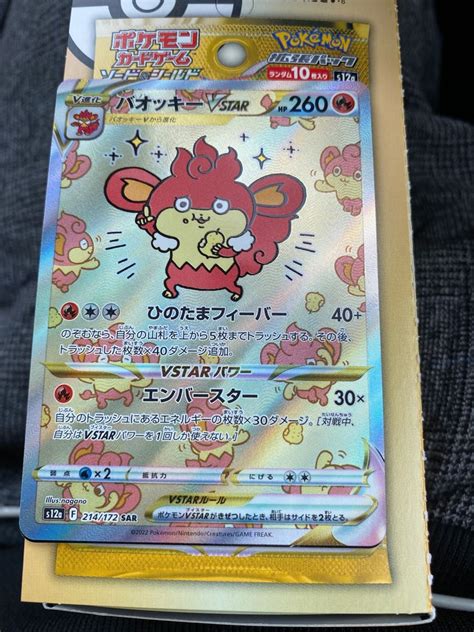 ポケモン
カードゲーム
ソード&シールド
Pokémon
拡張パック
ランダム10枚入り
s12a
V進化
バオッキーVSTAR
HP260
バオッキーVから進化
ひのたまフィーバー 40+
のぞむなら、自分の山札を上から5枚までトラッシュする。その後、
トラッシュした枚数×40ダメージ追加。
VSTARパワー
エンバースター 30×
自分のトラッシュにあるエネルギーの枚数×30ダメージ。[対戦中、
自分はVSTARパワーを1回しか使えない。]
弱点 ×2 抵抗力 にげる
Illus. nagano
VSTARルール
ポケモンVSTARがきぜつしたとき、相手はサイドを2枚とる。
s12a F 214/172 SAR
©2022 Pokémon/Nintendo/Creatures/GAME FREAK.